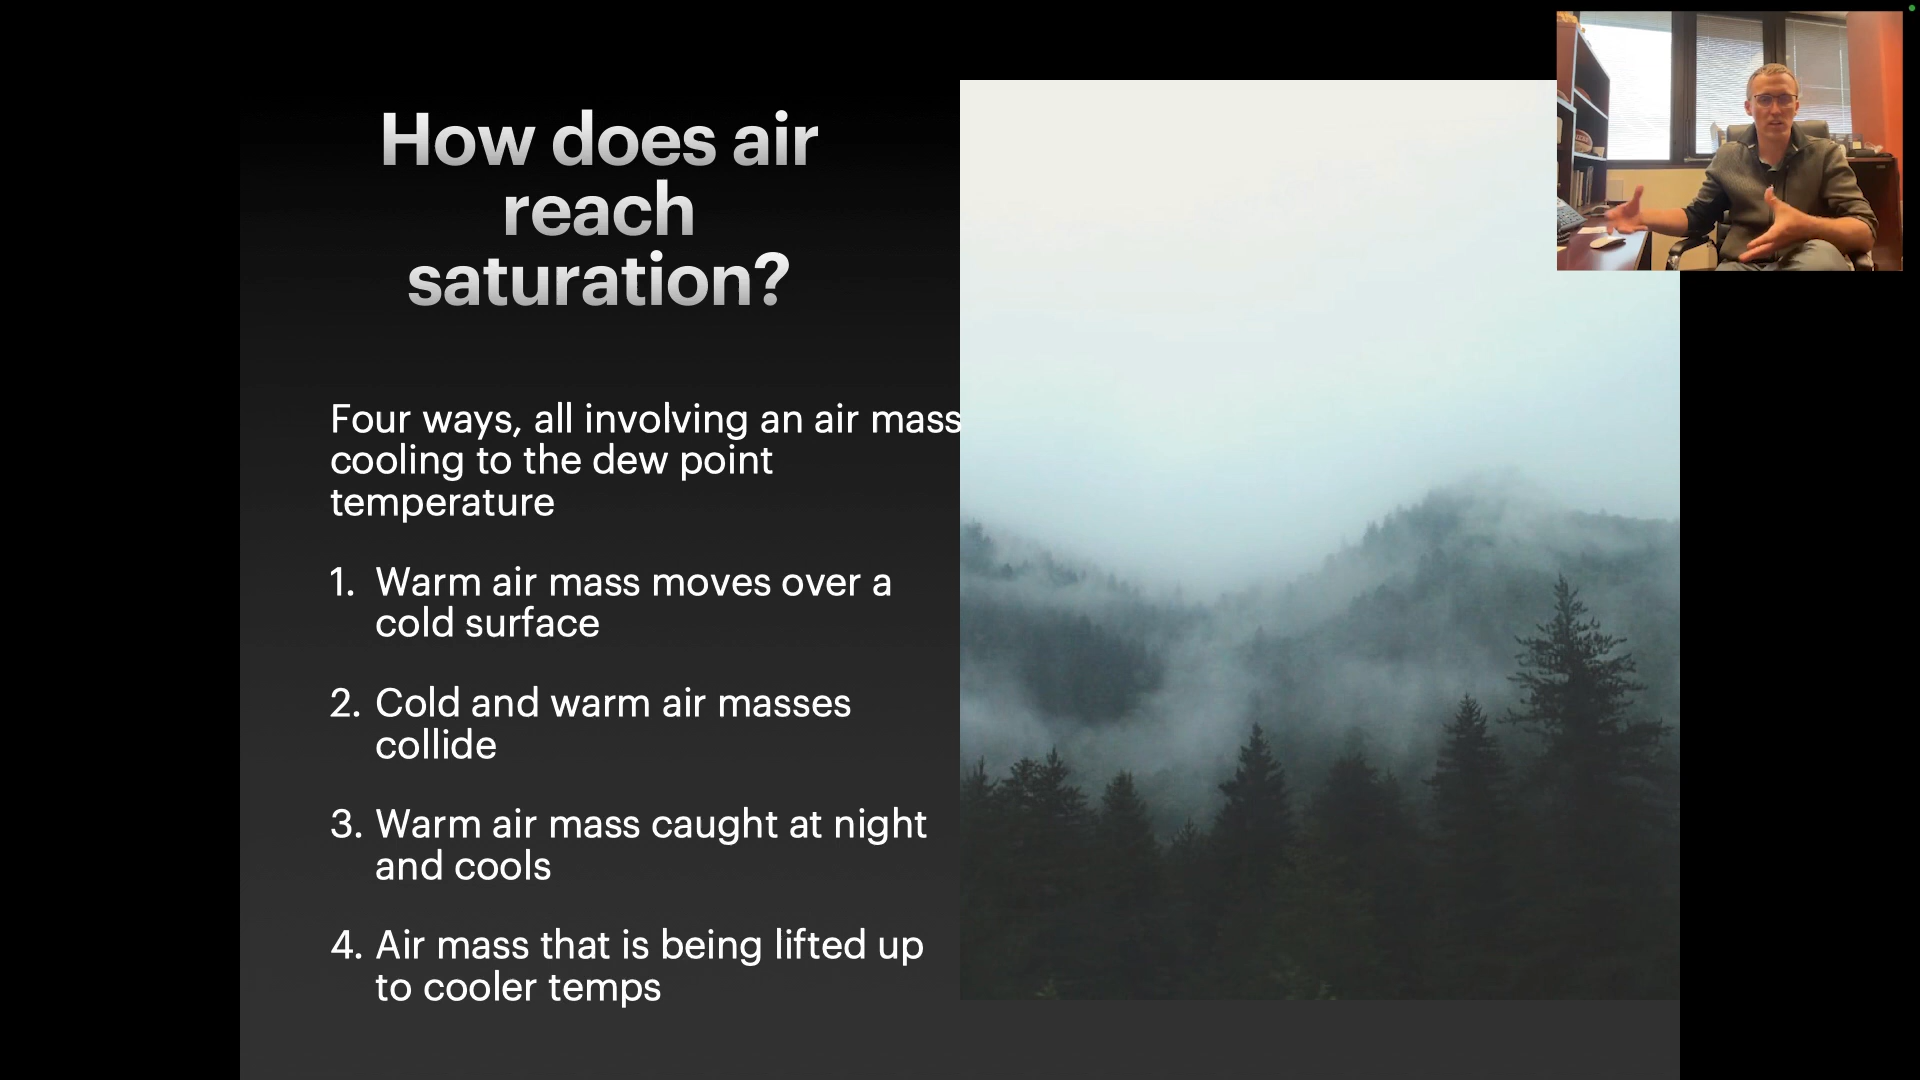 How does air
reach
saturation?
Four ways, all involving an air mass
cooling to the dew point
temperature
1. Warm air mass moves over a
cold surface
2. Cold and warm air masses
collide
3. Warm air mass caught at night
and cools
4. Air mass that is being lifted up
to cooler temps